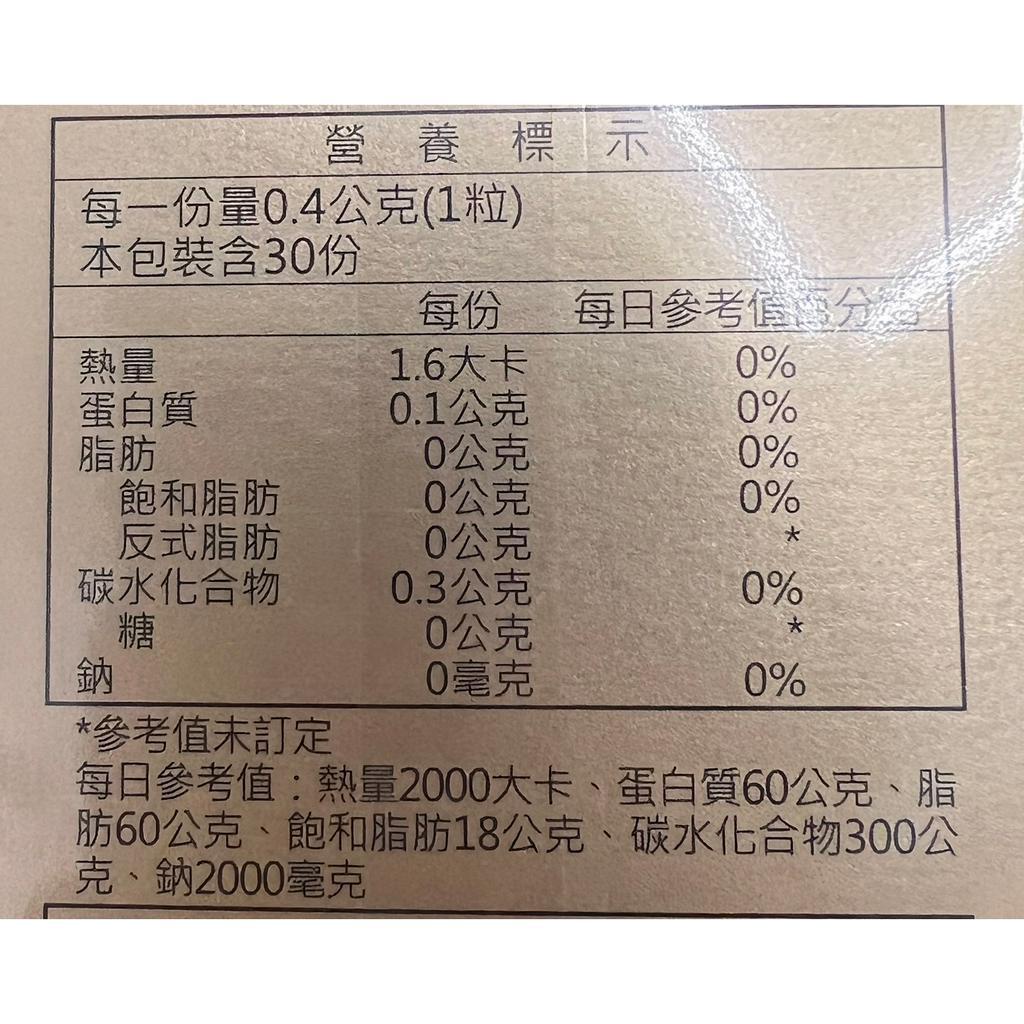 營養標示
每一份量0.4公克(1粒)
本包裝含30份
每份 每日參考值百分比
熱量 1.6大卡 0%
蛋白質 0.1公克 0%
脂肪 0公克 0%
飽和脂肪 0公克 0%
反式脂肪 0公克 *
碳水化合物 0.3公克 0%
糖 0公克 *
鈉 0毫克 0%
*參考值未訂定
每日參考值：熱量2000大卡、蛋白質60公克、脂
肪60公克、飽和脂肪18公克、碳水化合物300公
克、鈉2000毫克